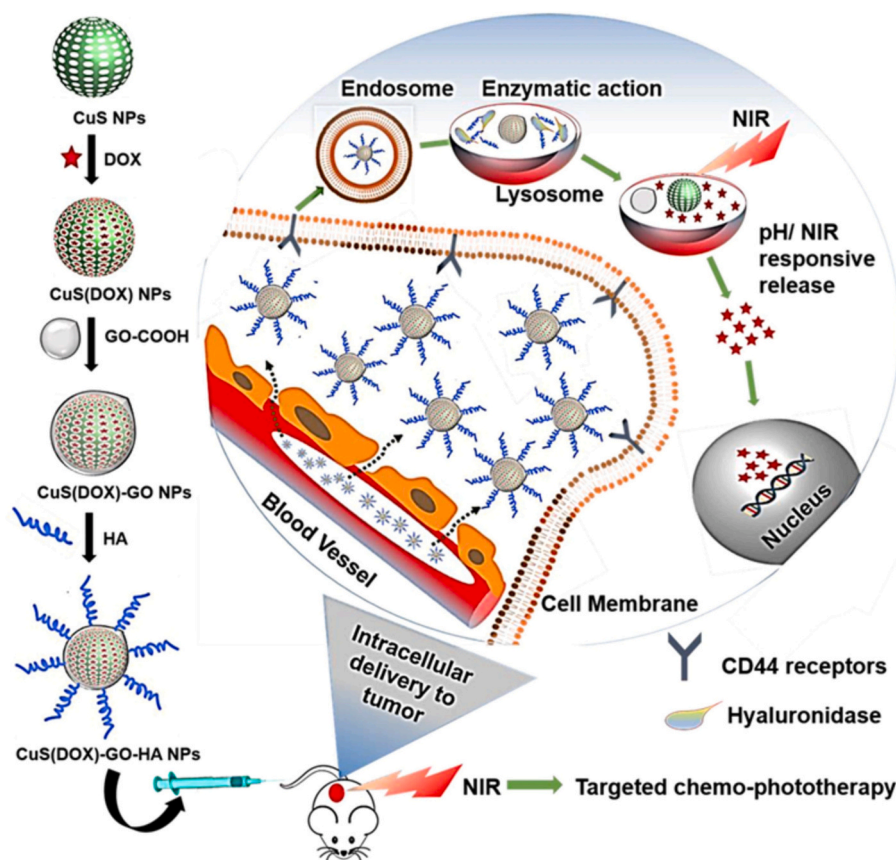 CuS NPs
DOX
CuS(DOX) NPs
GO-COOH
CuS(DOX)-GO NPs
HA
CuS(DOX)-GO-HA NPs
Endosome
Enzymatic action
NIR
Lysosome
pH/ NIR
responsive
release
Blood Vessel
Nucleus
Cell Membrane
CD44 receptors
Hyaluronidase
Intracellular
delivery to
tumor
NIR
Targeted chemo-phototherapy